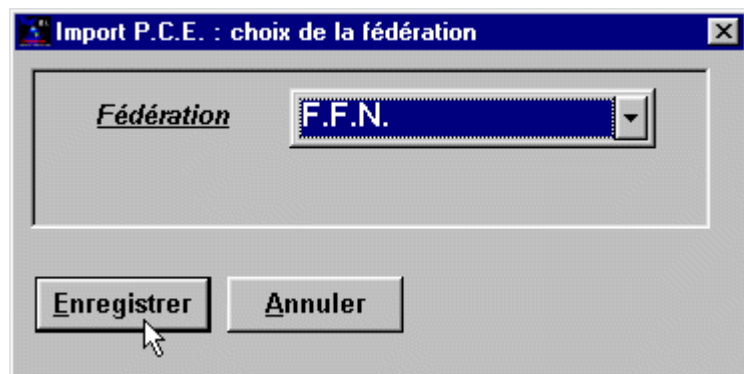 Import P.C.E. : choix de la fédération
Fédération
F.F.N.
Enregistrer
Annuler